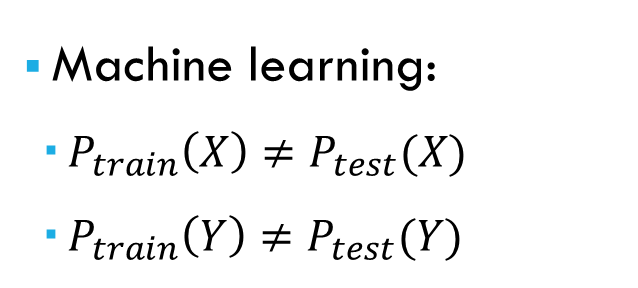 ▪ Machine learning:
▪ P_train(X) ≠ P_test(X)
▪ P_train(Y) ≠ P_test(Y)